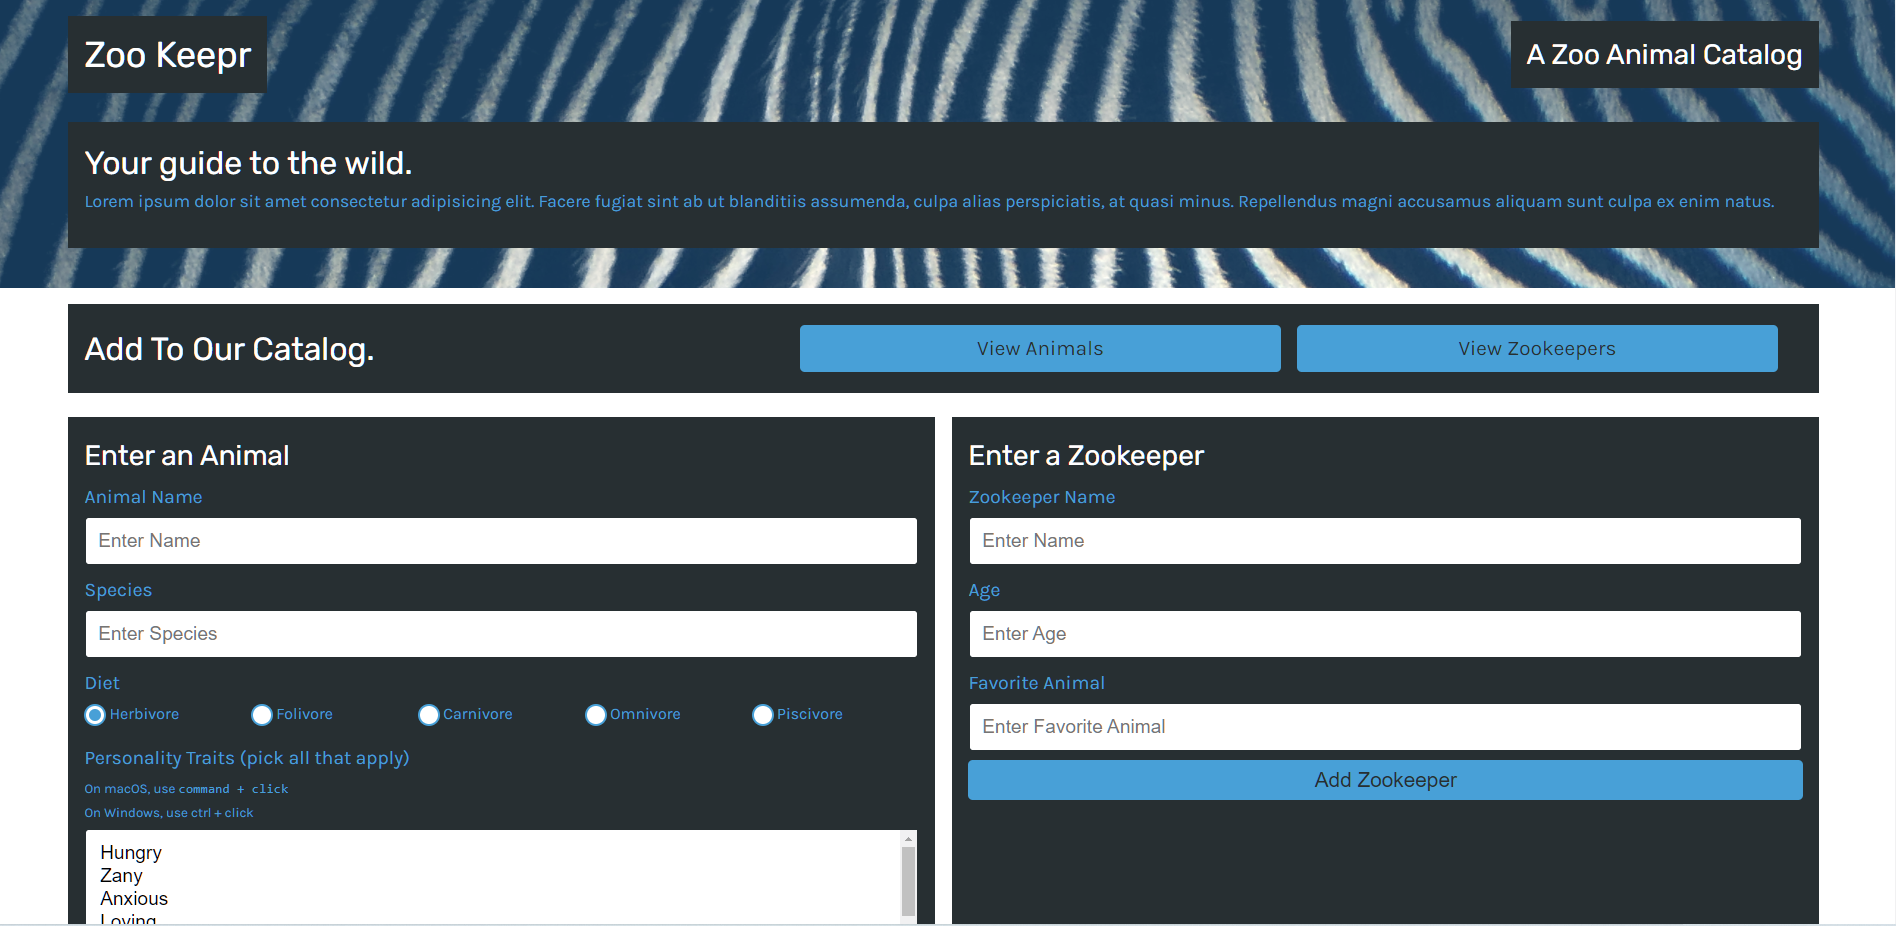 Zoo Keepr
A Zoo Animal Catalog
Your guide to the wild.
Lorem ipsum dolor sit amet consectetur adipisicing elit. Facere fugiat sint ab ut blanditiis assumenda, culpa alias perspiciatis, at quasi minus. Repellendus magni accusamus aliquam sunt culpa ex enim natus.
Add To Our Catalog.
View Animals
View Zookeepers
Enter an Animal
Animal Name
Enter Name
Species
Enter Species
Diet
Herbivore Folivore Carnivore Omnivore Piscivore
Personality Traits (pick all that apply)
On macOS, use command + click
On Windows, use ctrl + click
Hungry
Zany
Anxious
Loving
Enter a Zookeeper
Zookeeper Name
Enter Name
Age
Enter Age
Favorite Animal
Enter Favorite Animal
Add Zookeeper